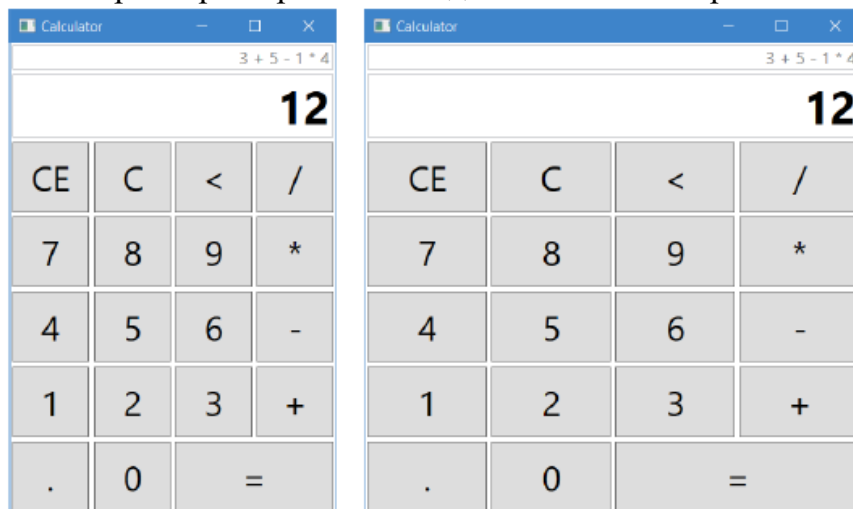 Calculator Calculator
3 + 5 - 1 * 4 3 + 5 - 1 * 4
12 12
CE C < / CE C < /
7 8 9 * 7 8 9 *
4 5 6 - 4 5 6 -
1 2 3 + 1 2 3 +
. 0 = . 0 =